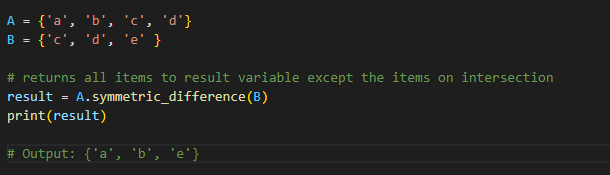 A = {'a', 'b', 'c', 'd'}
B = {'c', 'd', 'e' }
# returns all items to result variable except the items on intersection
result = A.symmetric_difference(B)
print(result)
# Output: {'a', 'b', 'e'}